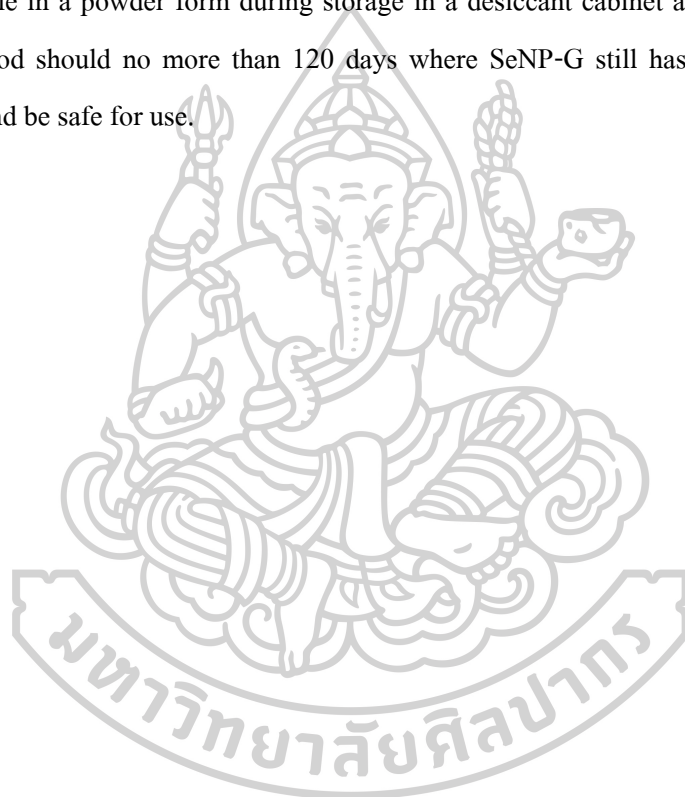 le in a powder form during storage in a desiccant cabinet a
od should no more than 120 days where SeNP-G still has
nd be safe for use.
มหาวิทยาลัยศิลปากร